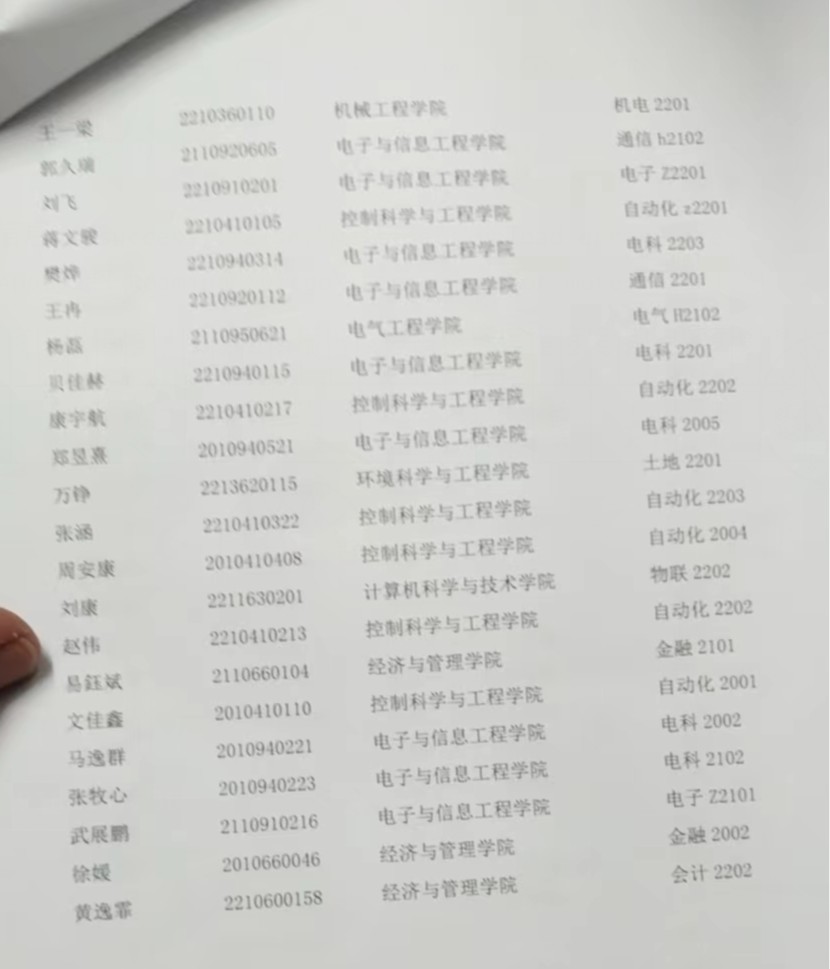 王一梁 2210360110 机械工程学院 机电 2201
郭久瑞 2110920605 电子与信息工程学院 通信 h2102
刘飞 2210910201 电子与信息工程学院 电子 Z2201
蒋文骏 2210410105 控制科学与工程学院 自动化 z2201
樊烨 2210940314 电子与信息工程学院 电科 2203
王冉 2210920112 电子与信息工程学院 通信 2201
杨磊 2110950621 电气工程学院 电气 H2102
贝佳赫 2210940115 电子与信息工程学院 电科 2201
康宇航 2210410217 控制科学与工程学院 自动化 2202
郑昱熹 2010940521 电子与信息工程学院 电科 2005
万铮 2213620115 环境科学与工程学院 土地 2201
张涵 2210410322 控制科学与工程学院 自动化 2203
周安康 2010410408 控制科学与工程学院 自动化 2004
刘康 2211630201 计算机科学与技术学院 物联 2202
赵伟 2210410213 控制科学与工程学院 自动化 2202
易鈺斌 2110660104 经济与管理学院 金融 2101
文佳鑫 2010410110 控制科学与工程学院 自动化 2001
马逸群 2010940221 电子与信息工程学院 电科 2002
张牧心 2010940223 电子与信息工程学院 电科 2102
武展鹏 2110910216 电子与信息工程学院 电子 Z2101
徐媛 2010660046 经济与管理学院 金融 2002
黄逸霏 2210600158 经济与管理学院 会计 2202